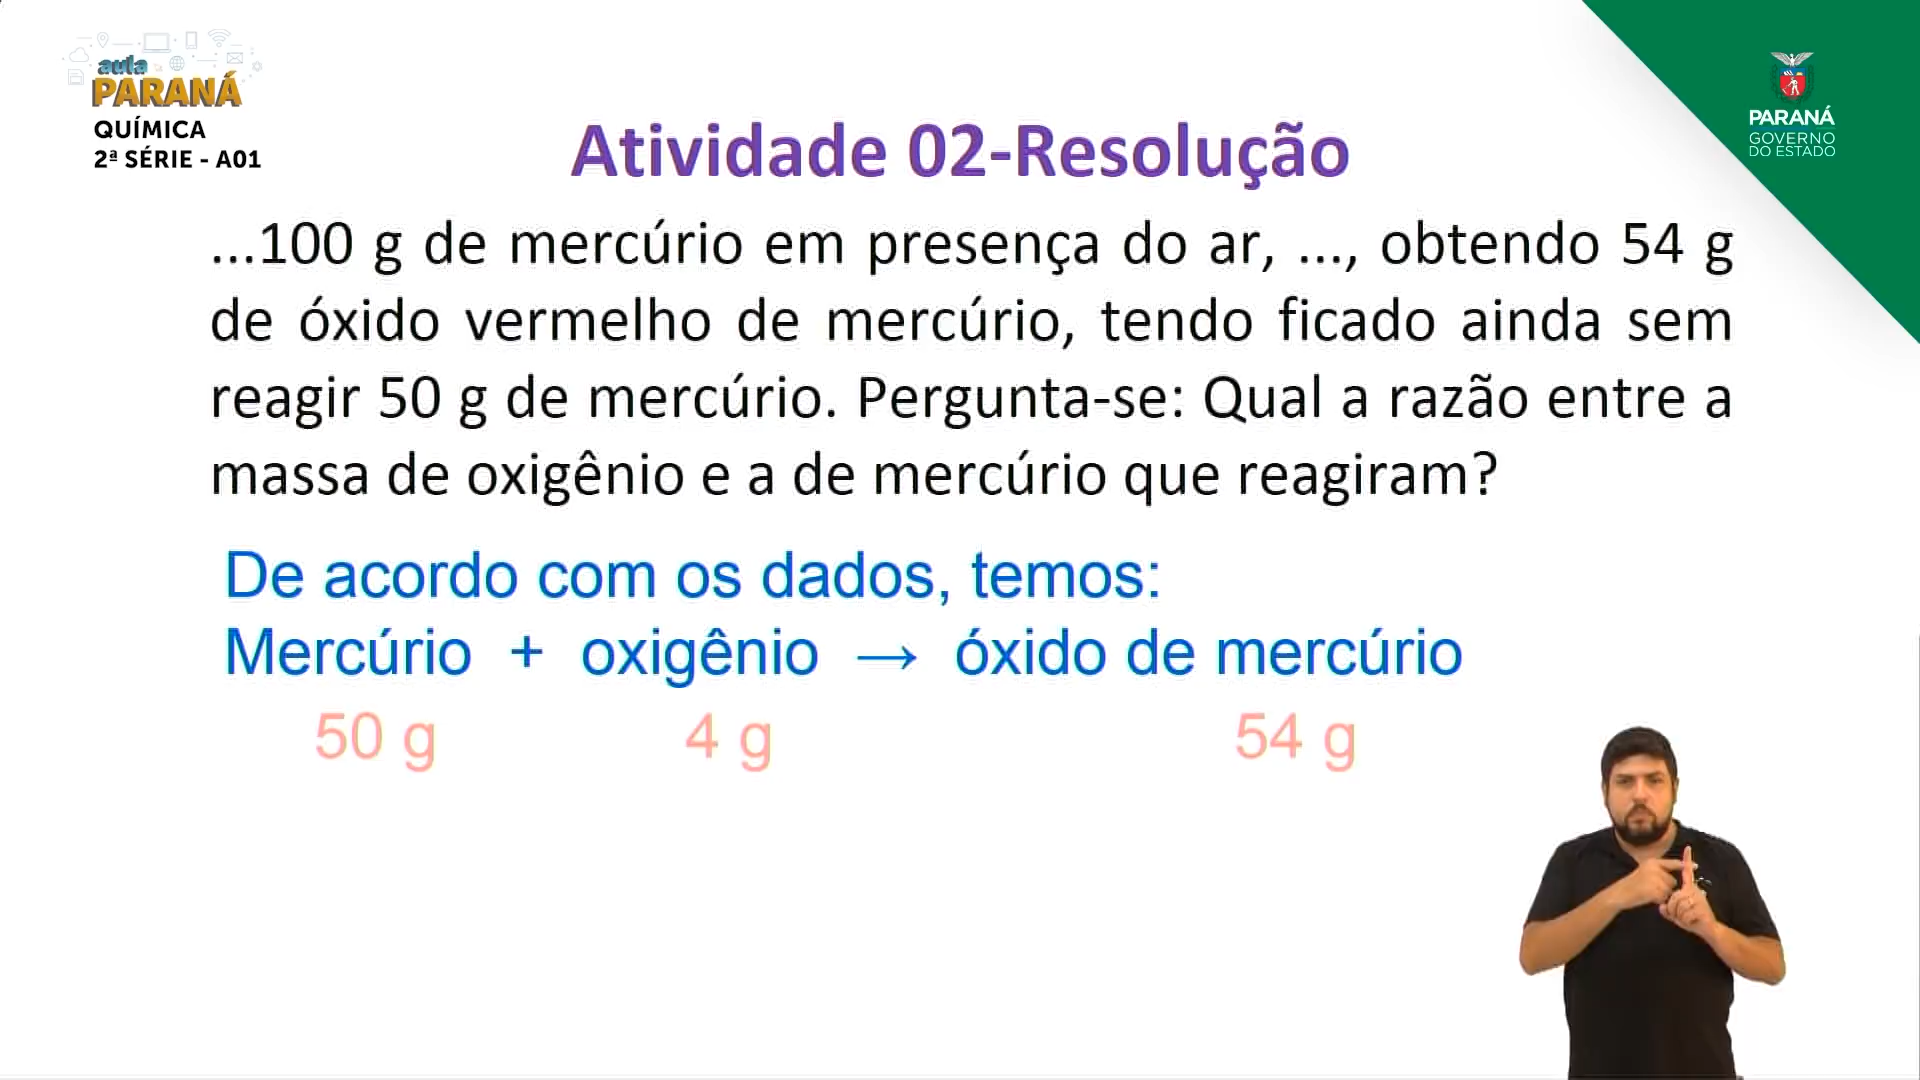 aula
PARANÁ
QUÍMICA
2ª SÉRIE - A01
PARANÁ
GOVERNO
DO ESTADO
Atividade 02-Resolução
...100 g de mercúrio em presença do ar, ..., obtendo 54 g
de óxido vermelho de mercúrio, tendo ficado ainda sem
reagir 50 g de mercúrio. Pergunta-se: Qual a razão entre a
massa de oxigênio e a de mercúrio que reagiram?
De acordo com os dados, temos:
Mercúrio + oxigênio → óxido de mercúrio
50 g 4 g 54 g